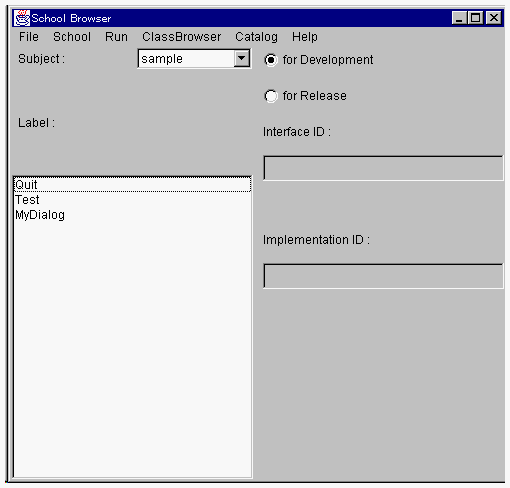 School Browser
File School Run ClassBrowser Catalog Help
Subject : sample
for Development
for Release
Label :
Interface ID :
Quit
Test
MyDialog
Implementation ID :